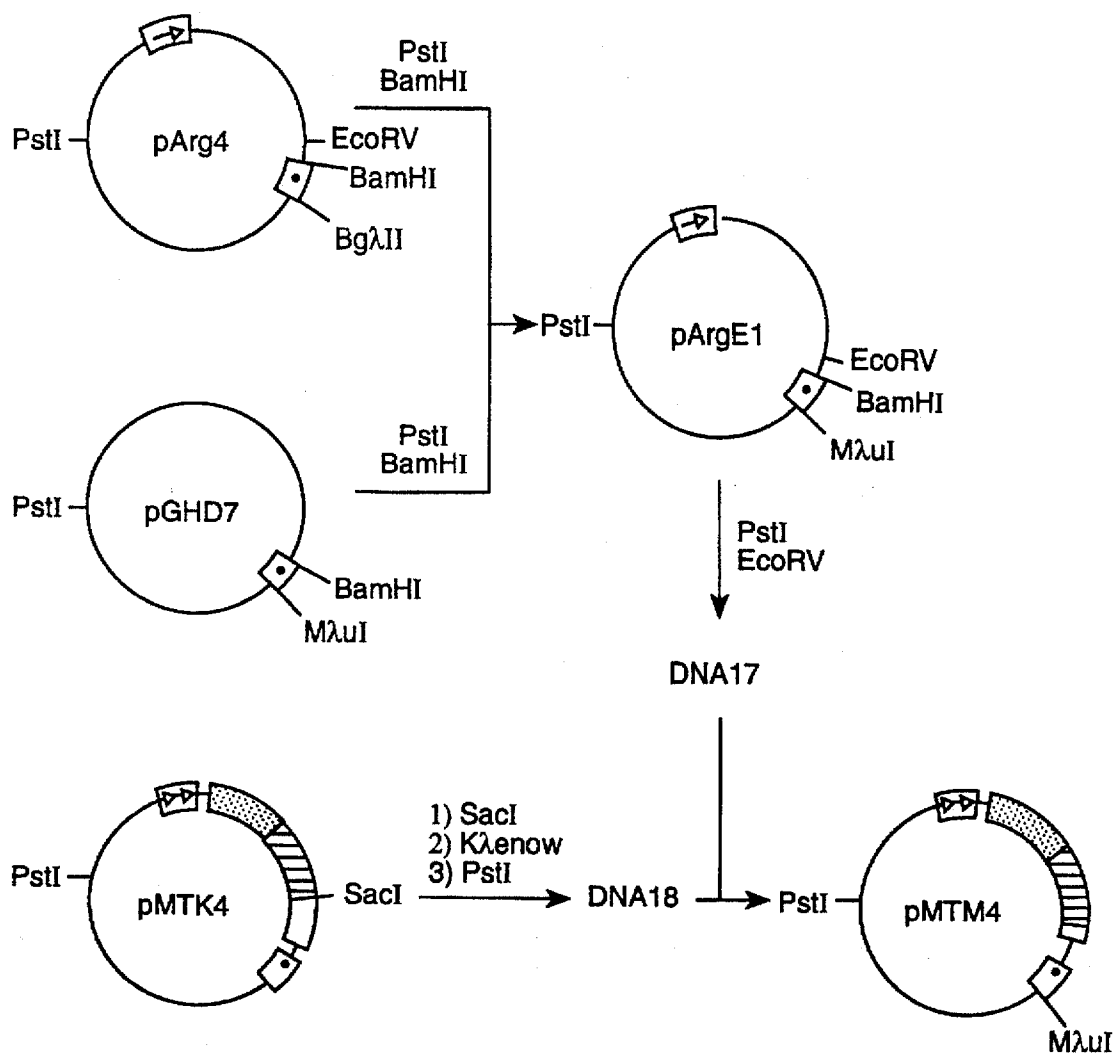 PstI
BamHI
PstI
pArg4
EcoRV
BamHI
BgλII
PstI
pArgE1
EcoRV
BamHI
MλuI
PstI
BamHI
PstI
pGHD7
BamHI
MλuI
PstI
EcoRV
DNA17
1) SacI
2) Kλenow
3) PstI
PstI
pMTK4
SacI
DNA18
PstI
pMTM4
MλuI